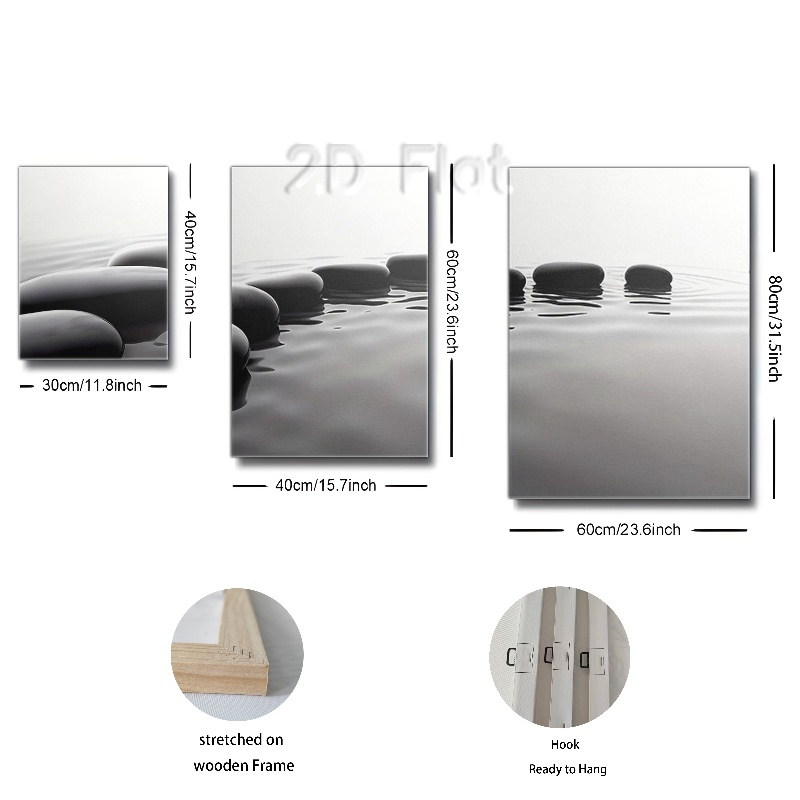 2D Flat
40cm/15.7inch
60cm/23.6inch
80cm/31.5inch
30cm/11.8inch
40cm/15.7inch
60cm/23.6inch
stretched on
wooden Frame
Hook
Ready to Hang